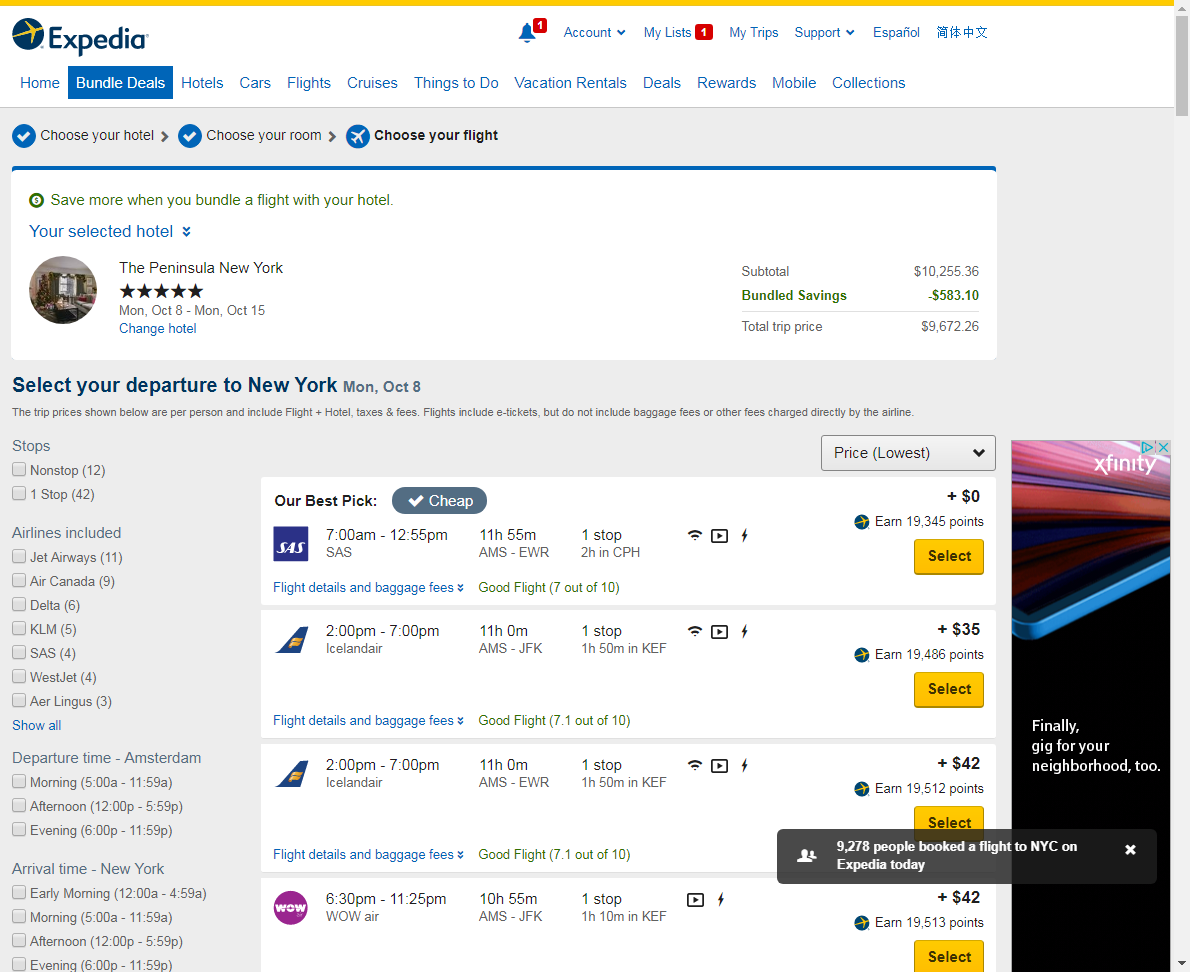 Expedia
1
Account
My Lists 1
My Trips
Support
Español
简体中文
Home
Bundle Deals
Hotels
Cars
Flights
Cruises
Things to Do
Vacation Rentals
Deals
Rewards
Mobile
Collections
Choose your hotel
Choose your room
Choose your flight
Save more when you bundle a flight with your hotel.
Your selected hotel
The Peninsula New York
Mon, Oct 8 - Mon, Oct 15
Change hotel
Subtotal $10,255.36
Bundled Savings -$583.10
Total trip price $9,672.26
Select your departure to New York Mon, Oct 8
The trip prices shown below are per person and include Flight + Hotel, taxes & fees. Flights include e-tickets, but do not include baggage fees or other fees charged directly by the airline.
Stops
Nonstop (12)
1 Stop (42)
Airlines included
Jet Airways (11)
Air Canada (9)
Delta (6)
KLM (5)
SAS (4)
WestJet (4)
Aer Lingus (3)
Show all
Departure time - Amsterdam
Morning (5:00a - 11:59a)
Afternoon (12:00p - 5:59p)
Evening (6:00p - 11:59p)
Arrival time - New York
Early Morning (12:00a - 4:59a)
Morning (5:00a - 11:59a)
Afternoon (12:00p - 5:59p)
Evening (6:00p - 11:59p)
Price (Lowest)
Our Best Pick: Cheap
+ $0
SAS
7:00am - 12:55pm 11h 55m 1 stop
SAS AMS - EWR 2h in CPH
Earn 19,345 points
Select
Flight details and baggage fees Good Flight (7 out of 10)
2:00pm - 7:00pm 11h 0m 1 stop
Icelandair AMS - JFK 1h 50m in KEF
+ $35
Earn 19,486 points
Select
Flight details and baggage fees Good Flight (7.1 out of 10)
2:00pm - 7:00pm 11h 0m 1 stop
Icelandair AMS - EWR 1h 50m in KEF
+ $42
Earn 19,512 points
Select
Flight details and baggage fees Good Flight (7.1 out of 10)
9,278 people booked a flight to NYC on
Expedia today
WOW
6:30pm - 11:25pm 10h 55m 1 stop
WOW air AMS - JFK 1h 10m in KEF
+ $42
Earn 19,513 points
Select
xfinity
Finally,
gig for your
neighborhood, too.